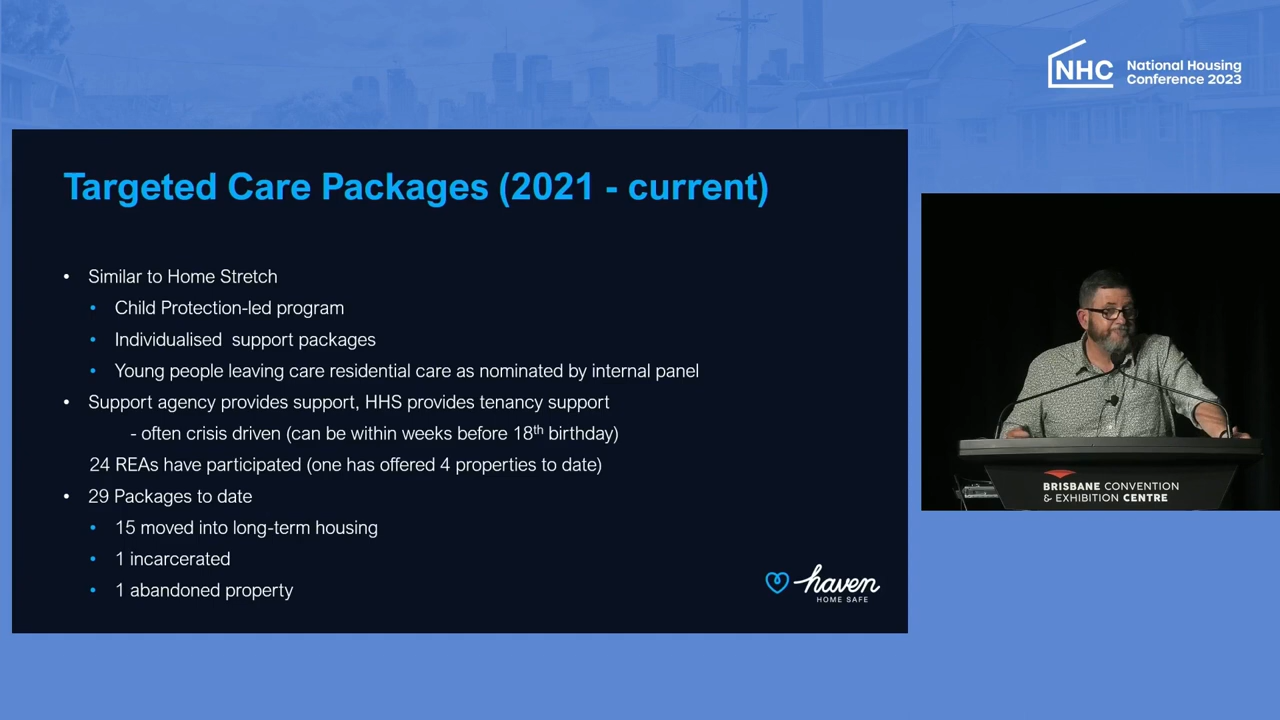 NHC
National Housing
Conference 2023
Targeted Care Packages (2021 - current)
• Similar to Home Stretch
• Child Protection-led program
• Individualised  support packages
• Young people leaving care residential care as nominated by internal panel
• Support agency provides support, HHS provides tenancy support
- often crisis driven (can be within weeks before 18th birthday)
24 REAs have participated (one has offered 4 properties to date)
• 29 Packages to date
• 15 moved into long-term housing
• 1 incarcerated
• 1 abandoned property
haven
HOME SAFE
BRISBANE CONVENTION
& EXHIBITION CENTRE